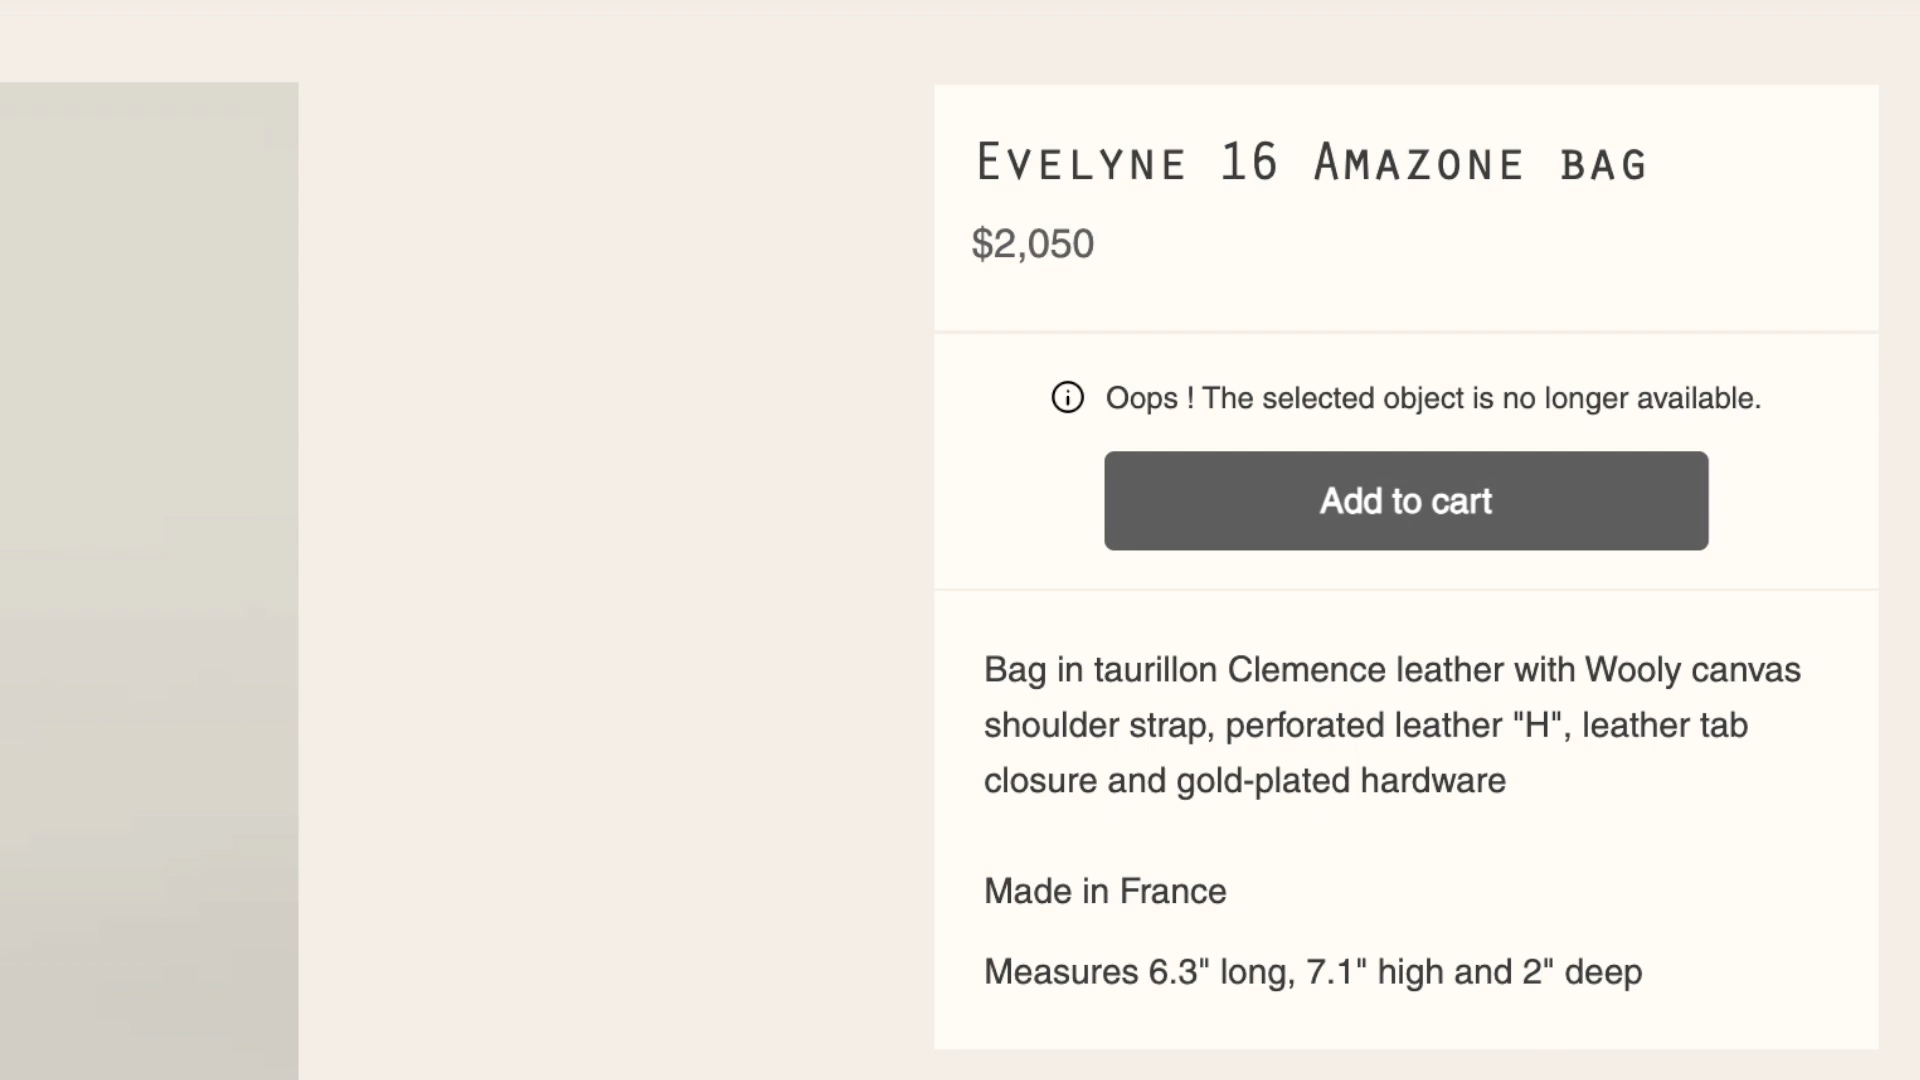 Evelyne 16 Amazone bag
$2,050
Oops ! The selected object is no longer available.
Add to cart
Bag in taurillon Clemence leather with Wooly canvas
shoulder strap, perforated leather "H", leather tab
closure and gold-plated hardware
Made in France
Measures 6.3" long, 7.1" high and 2" deep